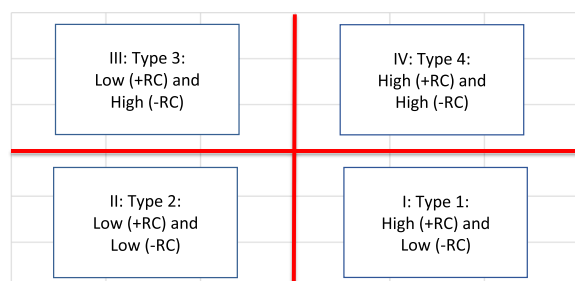 III: Type 3:
Low (+RC) and
High (-RC)
IV: Type 4:
High (+RC) and
High (-RC)
II: Type 2:
Low (+RC) and
Low (-RC)
I: Type 1:
High (+RC) and
Low (-RC)